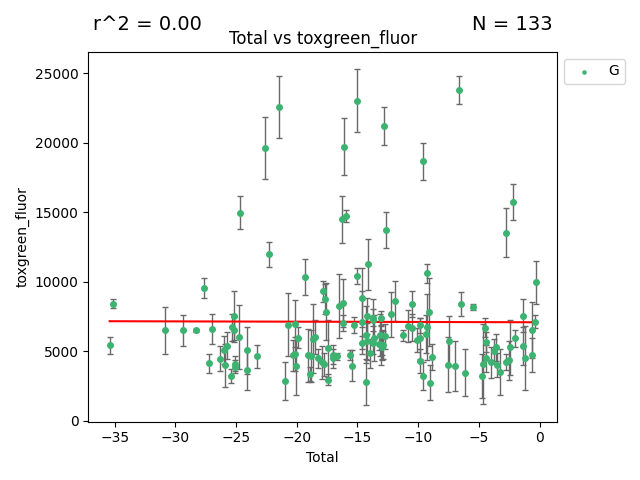 r^2 = 0.00
N = 133
Total vs toxgreen_fluor
G
25000
20000
15000
10000
5000
0
toxgreen_fluor
−35
−30
−25
−20
−15
−10
−5
0
Total